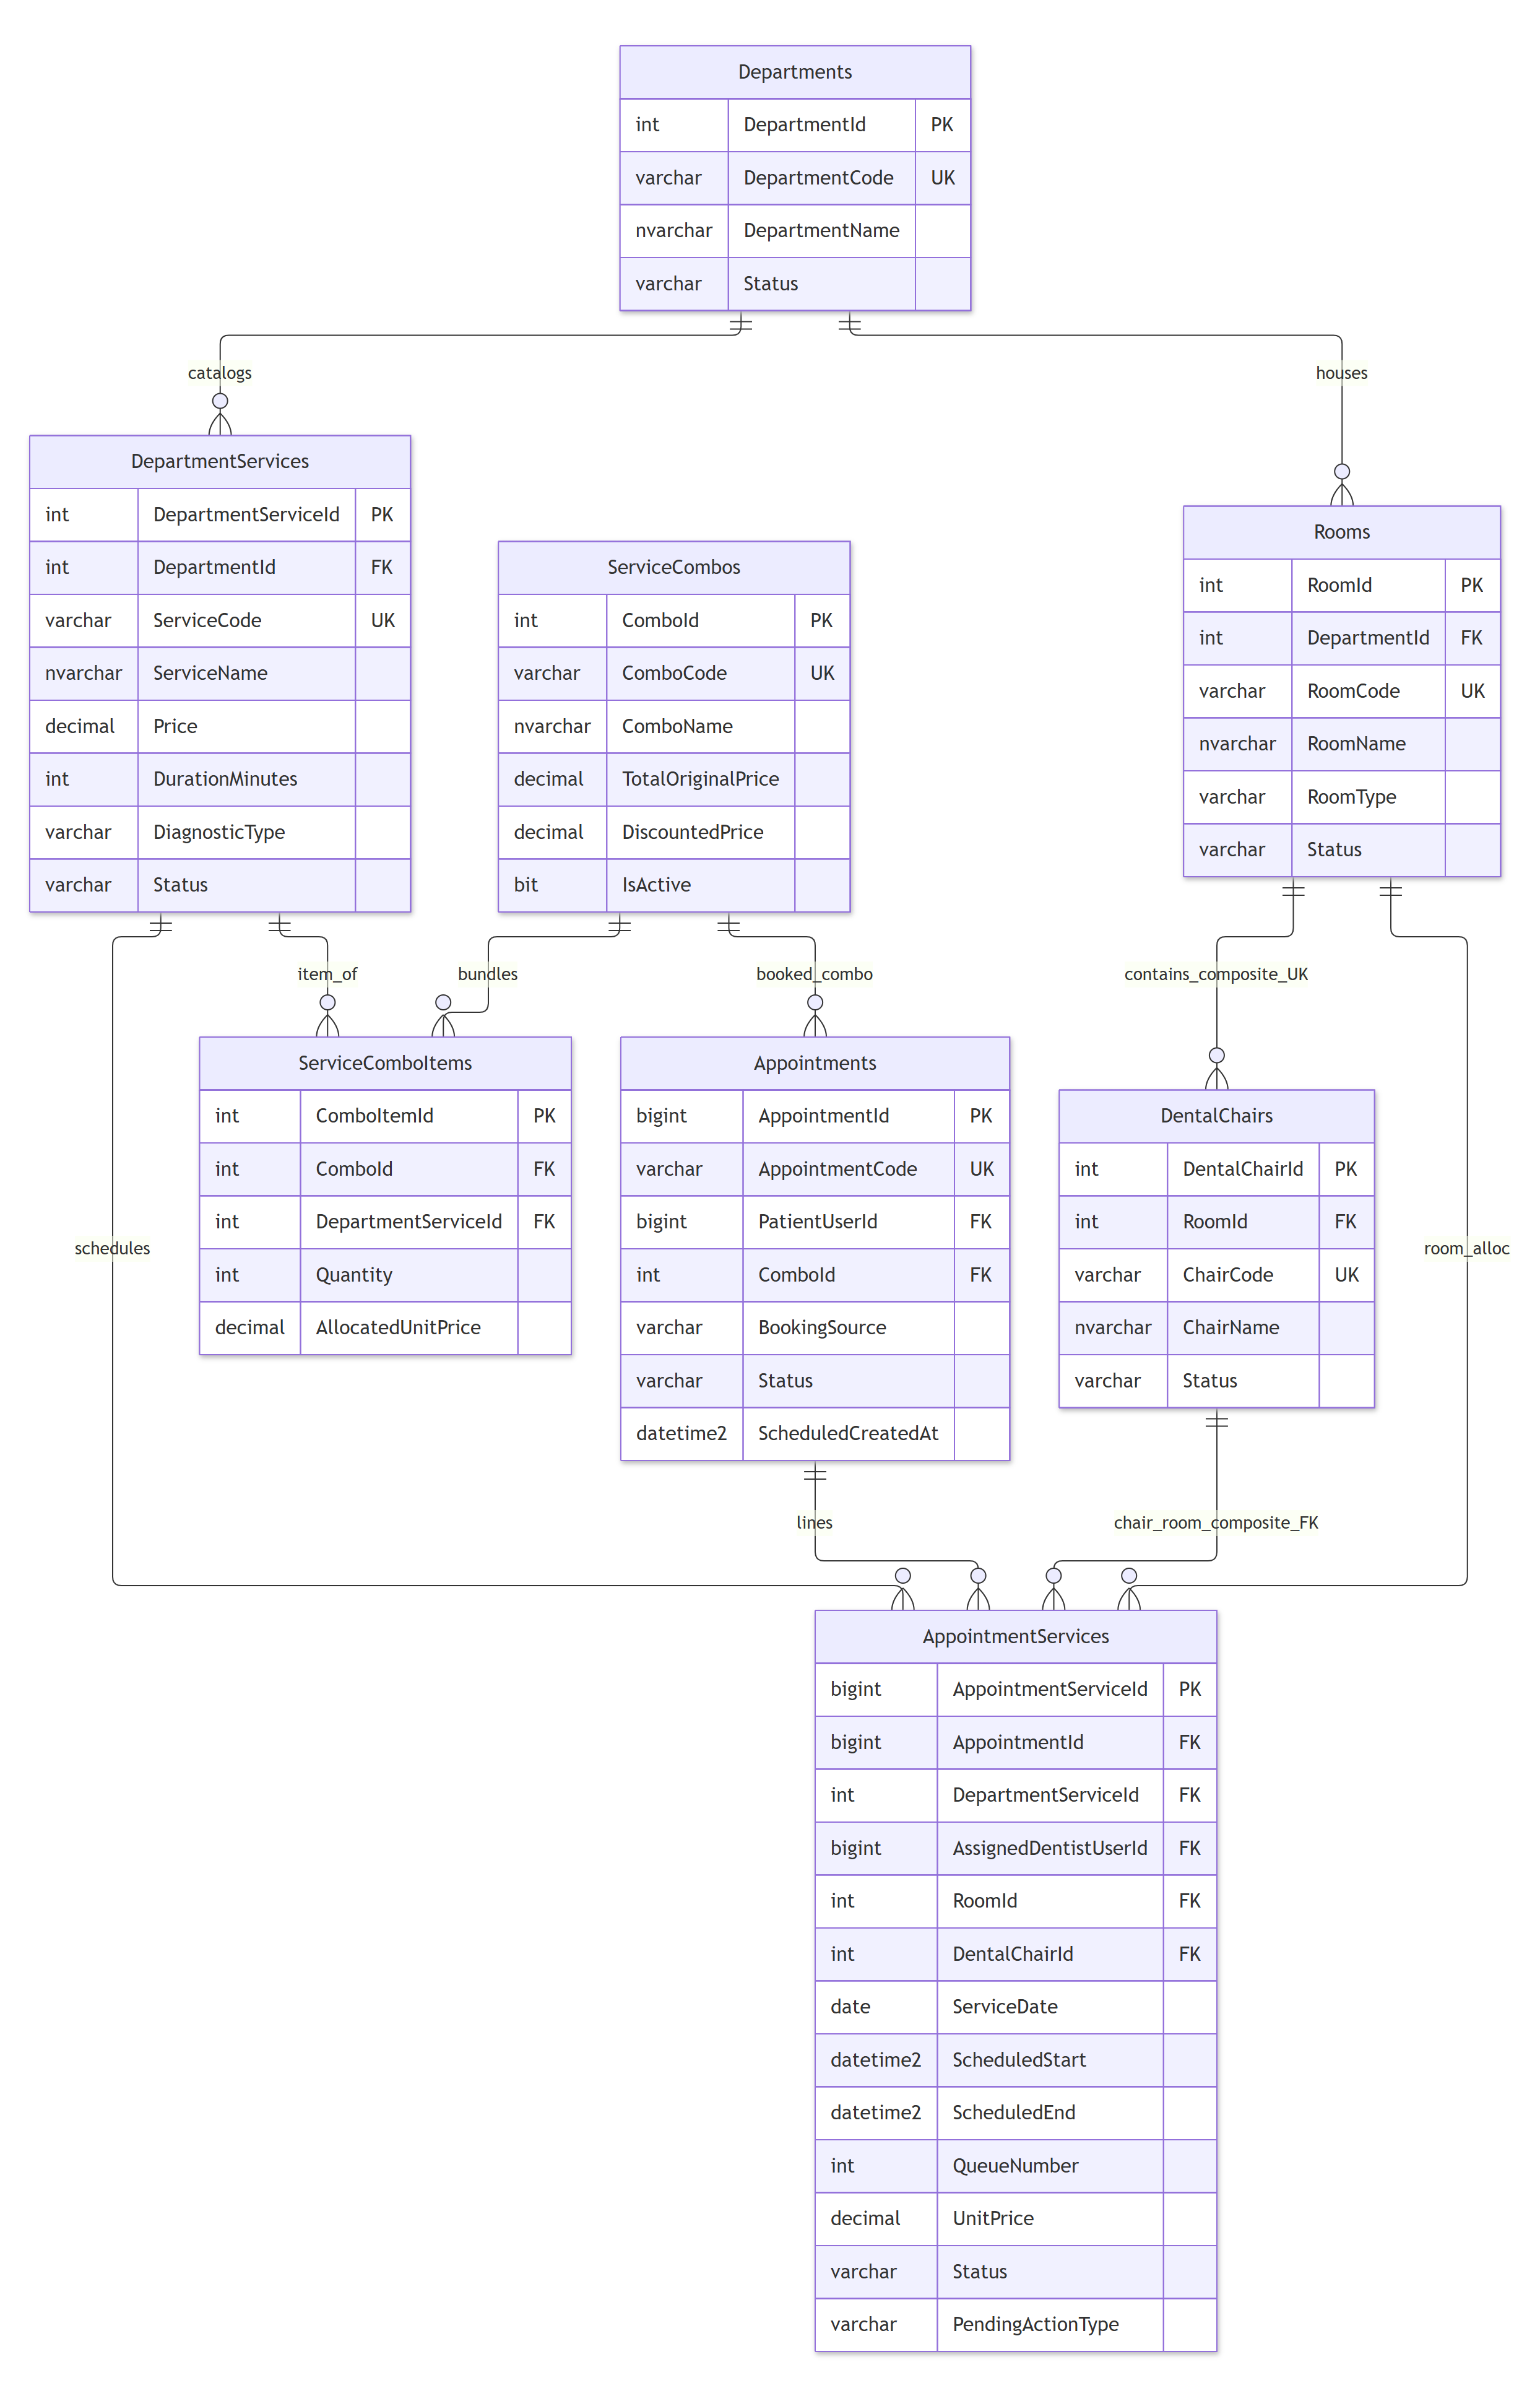 Departments
int DepartmentId PK
varchar DepartmentCode UK
nvarchar DepartmentName
varchar Status
catalogs
houses
DepartmentServices
int DepartmentServiceId PK
int DepartmentId FK
varchar ServiceCode UK
nvarchar ServiceName
decimal Price
int DurationMinutes
varchar DiagnosticType
varchar Status
ServiceCombos
int ComboId PK
varchar ComboCode UK
nvarchar ComboName
decimal TotalOriginalPrice
decimal DiscountedPrice
bit IsActive
Rooms
int RoomId PK
int DepartmentId FK
varchar RoomCode UK
nvarchar RoomName
varchar RoomType
varchar Status
item_of
bundles
booked_combo
contains_composite_UK
ServiceComboItems
int ComboItemId PK
int ComboId FK
int DepartmentServiceId FK
int Quantity
decimal AllocatedUnitPrice
Appointments
bigint AppointmentId PK
varchar AppointmentCode UK
bigint PatientUserId FK
int ComboId FK
varchar BookingSource
varchar Status
datetime2 ScheduledCreatedAt
DentalChairs
int DentalChairId PK
int RoomId FK
varchar ChairCode UK
nvarchar ChairName
varchar Status
schedules
room_alloc
lines
chair_room_composite_FK
AppointmentServices
bigint AppointmentServiceId PK
bigint AppointmentId FK
int DepartmentServiceId FK
bigint AssignedDentistUserId FK
int RoomId FK
int DentalChairId FK
date ServiceDate
datetime2 ScheduledStart
datetime2 ScheduledEnd
int QueueNumber
decimal UnitPrice
varchar Status
varchar PendingActionType